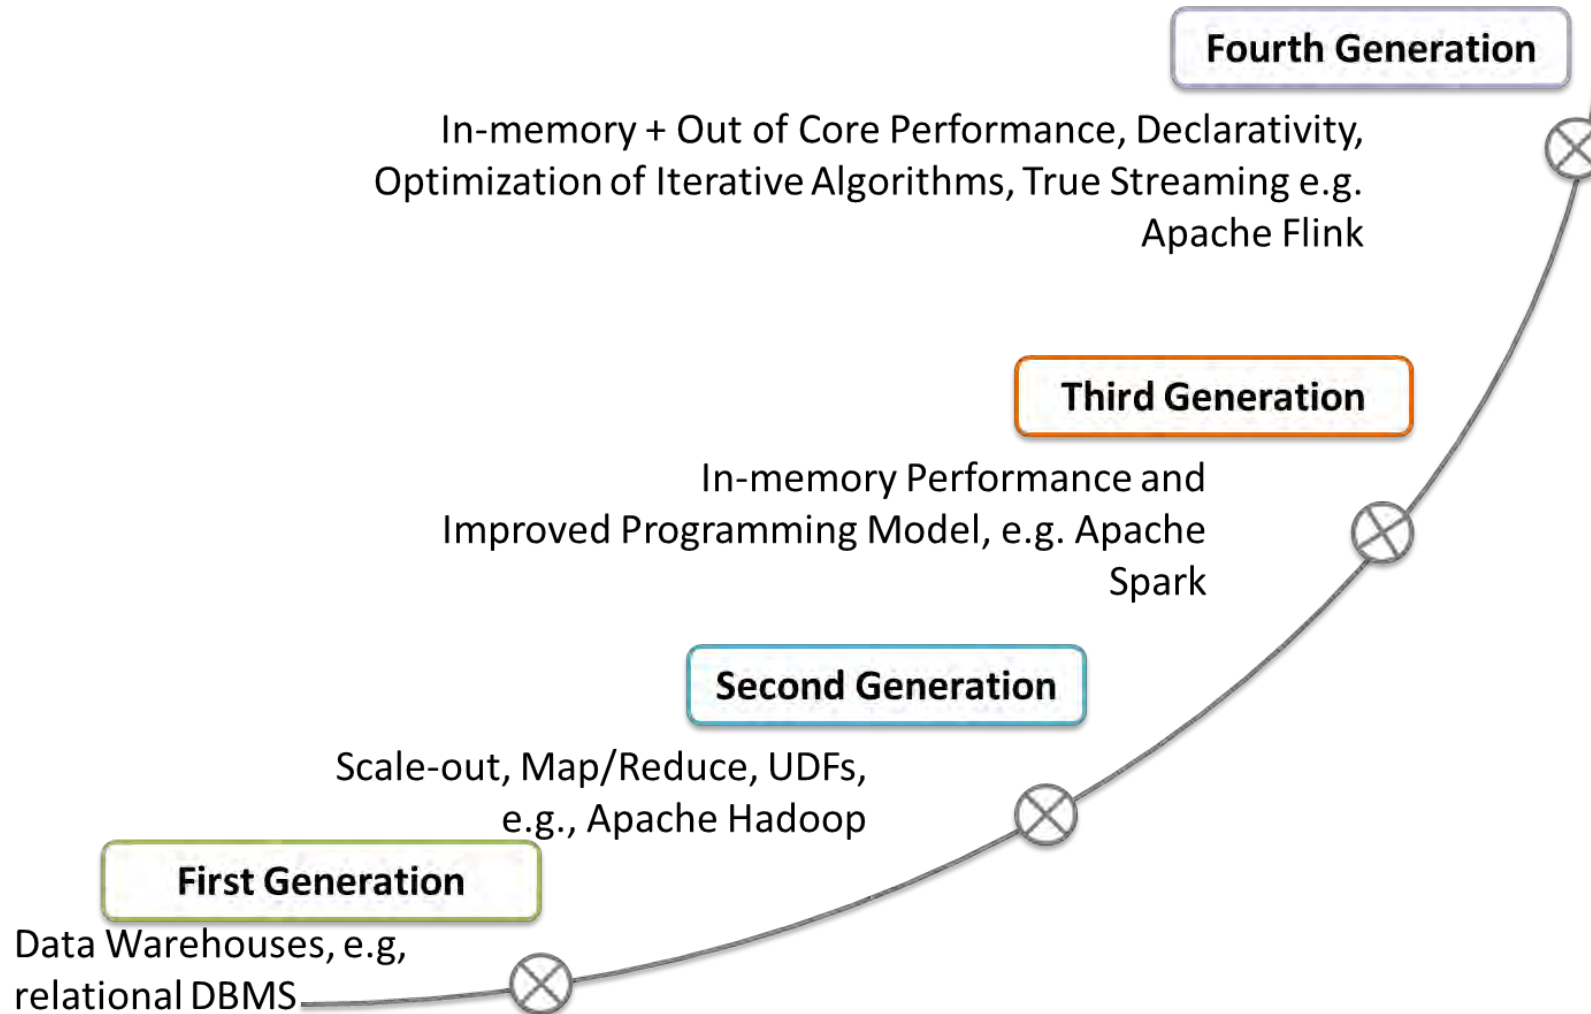 Fourth Generation
In-memory + Out of Core Performance, Declarativity,
Optimization of Iterative Algorithms, True Streaming e.g.
Apache Flink
Third Generation
In-memory Performance and
Improved Programming Model, e.g. Apache
Spark
Second Generation
Scale-out, Map/Reduce, UDFs,
e.g., Apache Hadoop
First Generation
Data Warehouses, e.g,
relational DBMS